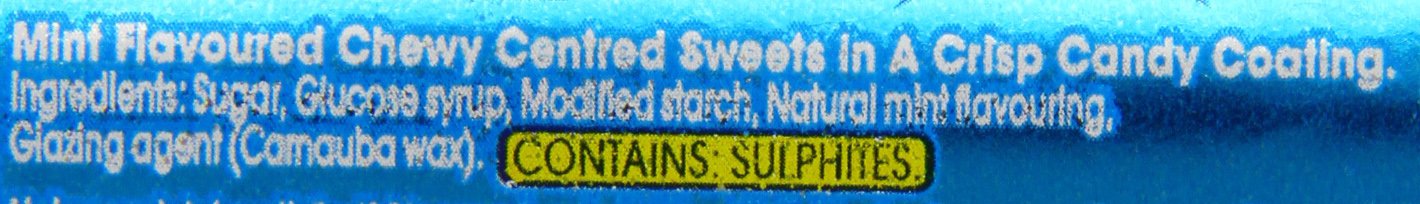 Mint Flavoured Chewy Centred Sweets in A Crisp Candy Coating.
Ingredients: Sugar, Glucose syrup, Modified starch, Natural mint flavouring,
Glazing agent (Carnauba wax). CONTAINS SULPHITES.